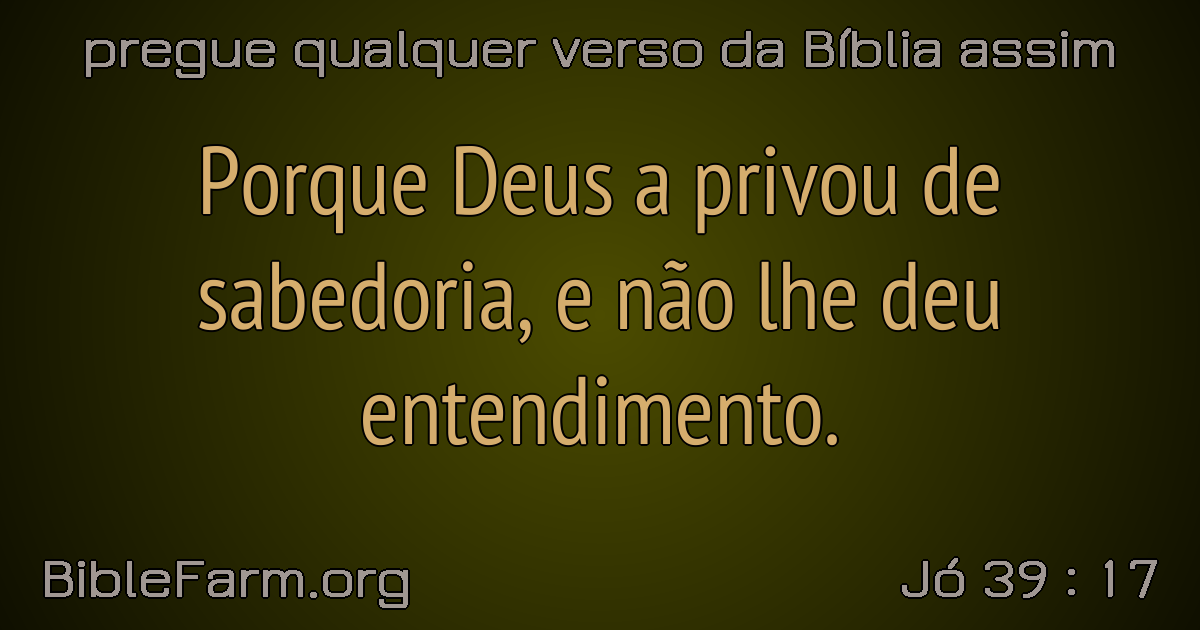 pregue qualquer verso da Bíblia assim
Porque Deus a privou de
sabedoria, e não lhe deu
entendimento.
BibleFarm.org
Jó 39 : 17